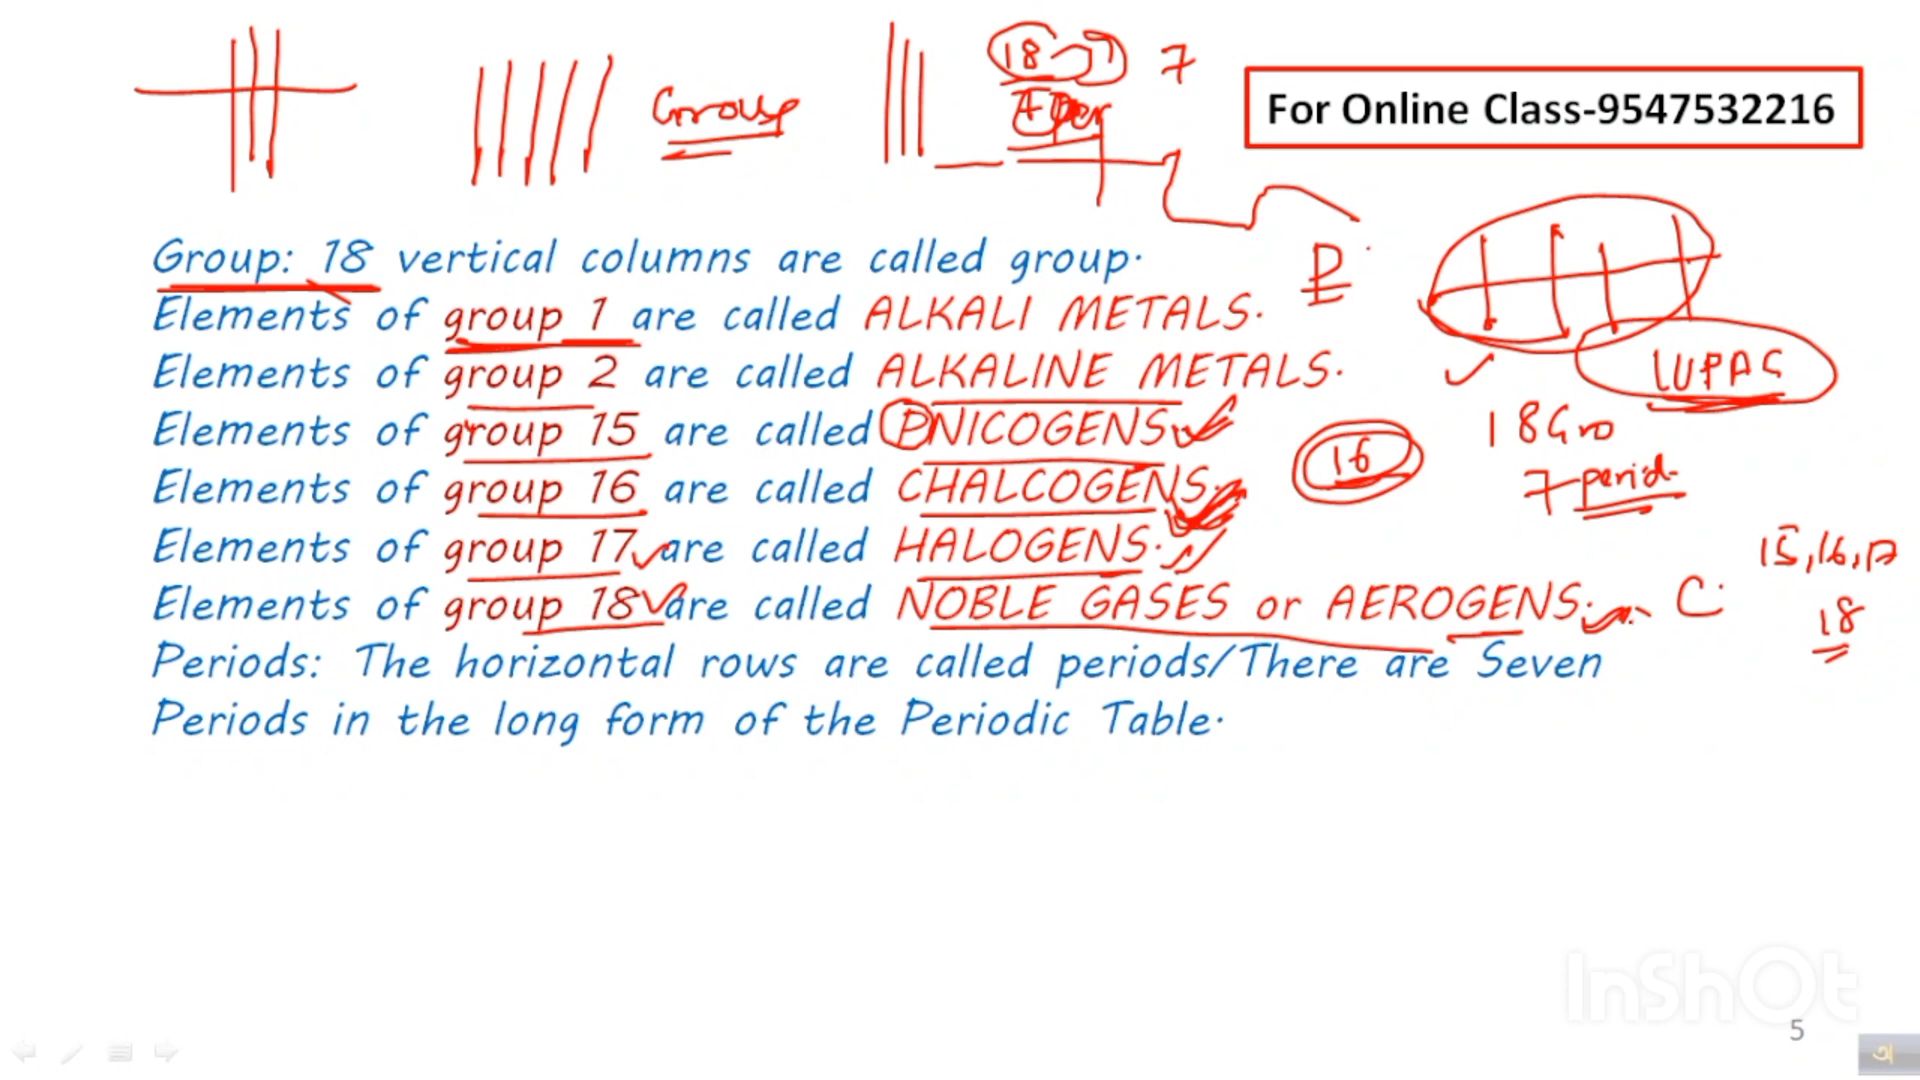 18 7
Group
7 per
For Online Class-9547532216
Group: 18 vertical columns are called group.
P
Elements of group 1 are called ALKALI METALS.
Elements of group 2 are called ALKALINE METALS.
IUPAC
Elements of group 15 are called PNICOGENS.
18 Gro
16
7 period.
Elements of group 16 are called CHALCOGENS.
Elements of group 17 are called HALOGENS.
15, 16, 17
Elements of group 18 are called NOBLE GASES or AEROGENS.
C
18
Periods: The horizontal rows are called periods/There are Seven
Periods in the long form of the Periodic Table.
InShOt
5
অ